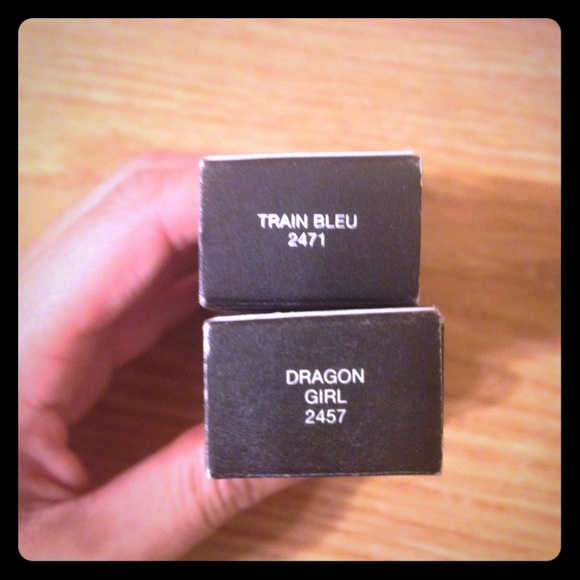 TRAIN BLEU
2471
DRAGON
GIRL
2457